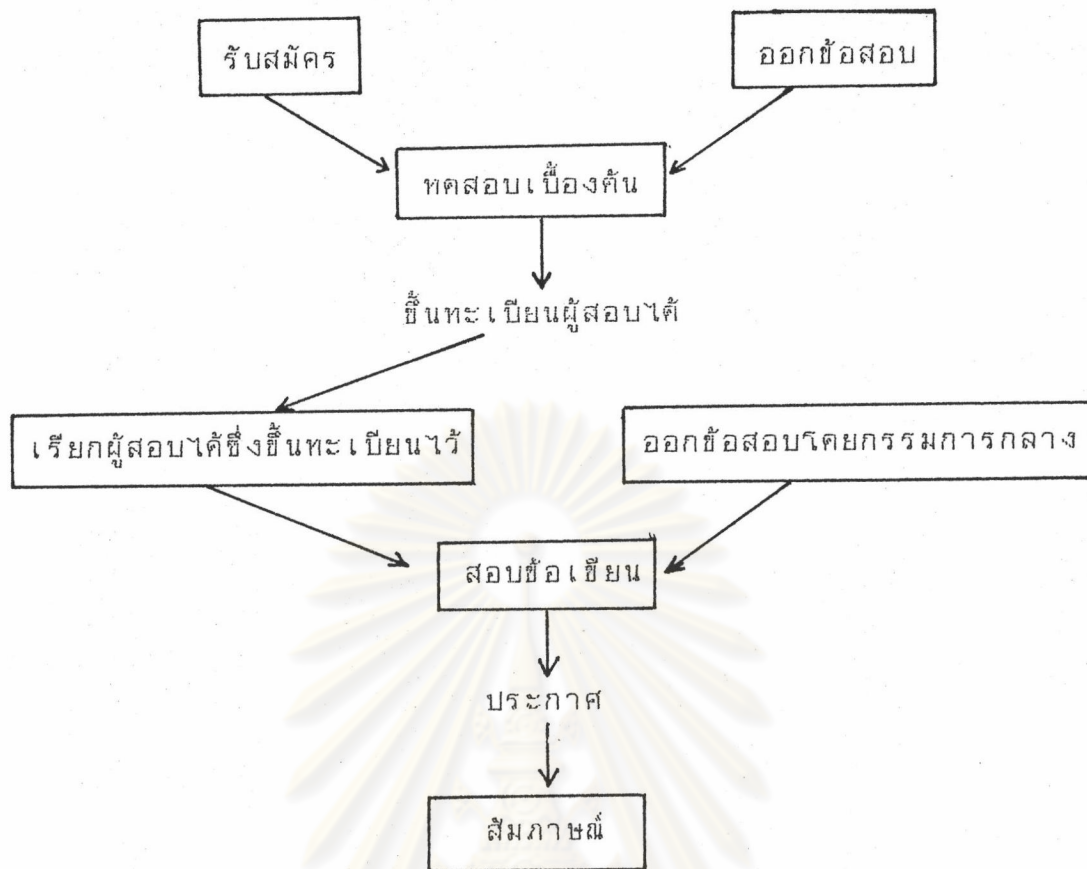 รับสมัคร
ออกข้อสอบ
ทดสอบเบื้องต้น
ขึ้นทะเบียนผู้สอบได้
เรียกผู้สอบได้ซึ่งขึ้นทะเบียนไว้
ออกข้อสอบโดยกรรมการกลาง
สอบข้อเขียน
ประกาศ
สัมภาษณ์